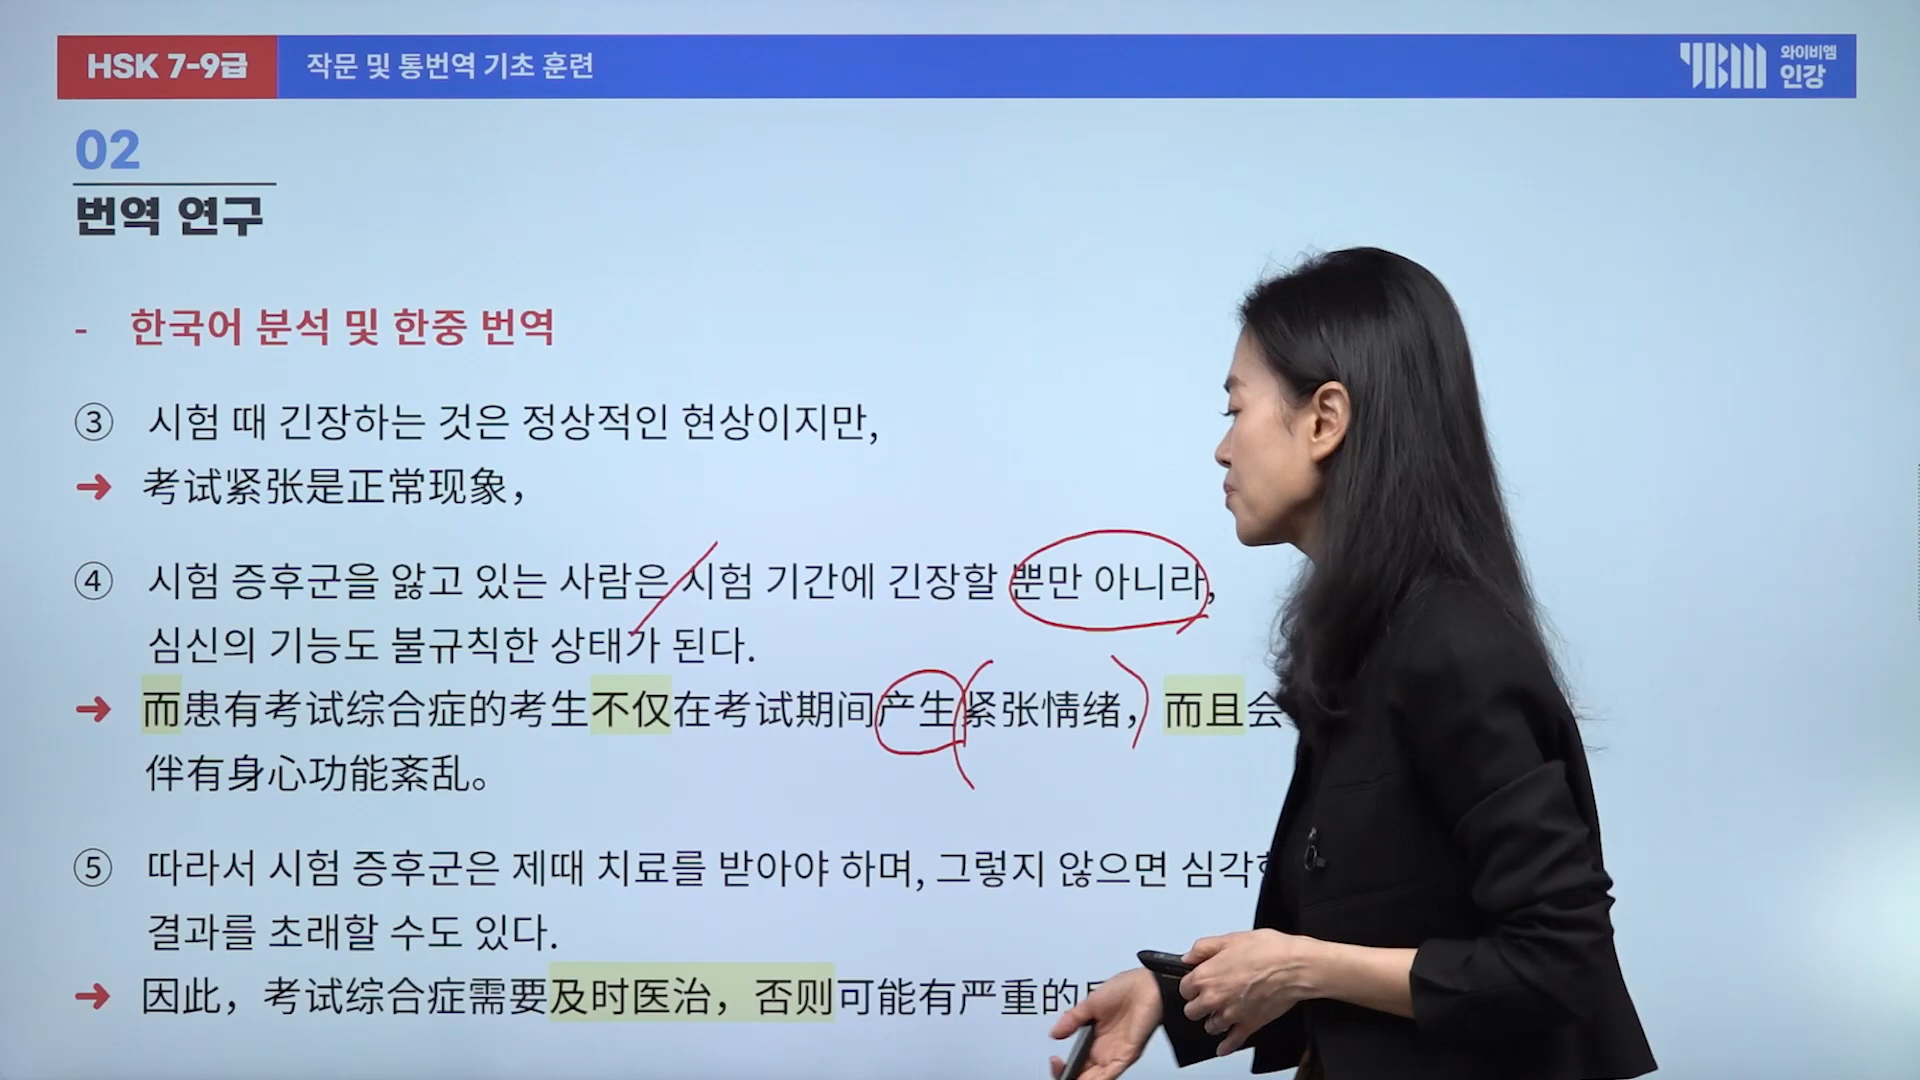 HSK 7-9급
작문 및 통번역 기초 훈련
YBM 와이비엠 인강
02
번역 연구
- 한국어 분석 및 한중 번역
③ 시험 때 긴장하는 것은 정상적인 현상이지만,
➜ 考试紧张是正常现象，
④ 시험 증후군을 앓고 있는 사람은 시험 기간에 긴장할 뿐만 아니라,
심신의 기능도 불규칙한 상태가 된다.
➜ 而患有考试综合症的考生不仅在考试期间产生紧张情绪，而且会
伴有身心功能紊乱。
⑤ 따라서 시험 증후군은 제때 치료를 받아야 하며, 그렇지 않으면
결과를 초래할 수도 있다.
➜ 因此，考试综合症需要及时医治，否则可能有严重的